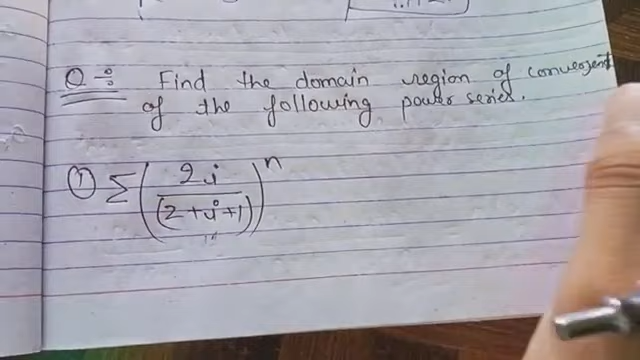 Q ÷ Find the domain region of convergent
of the following power series.
① Σ (2i/(z+i+1))^n